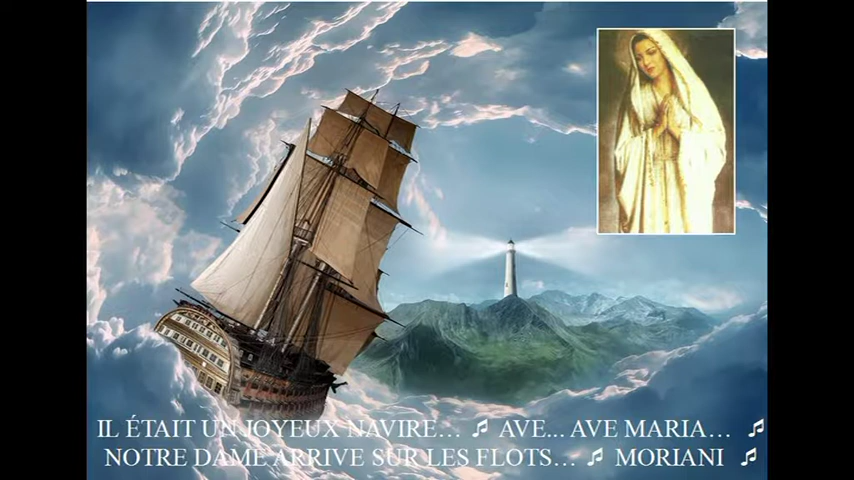 IL ÉTAIT UN JOYEUX NAVIRE… ♫ AVE... AVE MARIA… ♫
NOTRE DAME ARRIVE SUR LES FLOTS… ♫ MORIANI ♫